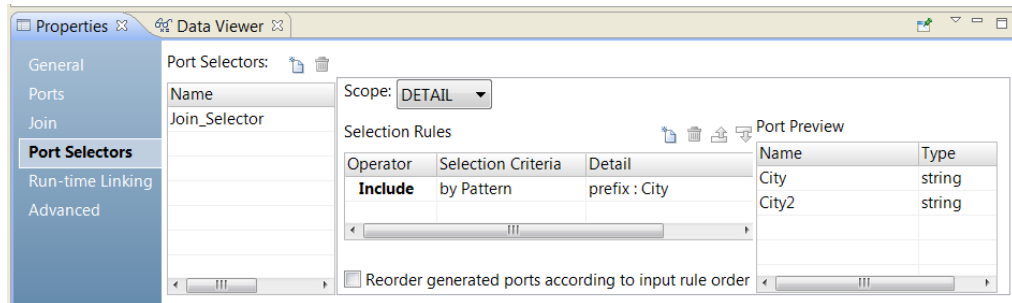 Properties Data Viewer
General
Ports
Join
Port Selectors
Run-time Linking
Advanced
Port Selectors:
Name
Join_Selector
Scope: DETAIL
Selection Rules
Operator Selection Criteria Detail
Include by Pattern prefix : City
Reorder generated ports according to input rule order
Port Preview
Name Type
City string
City2 string